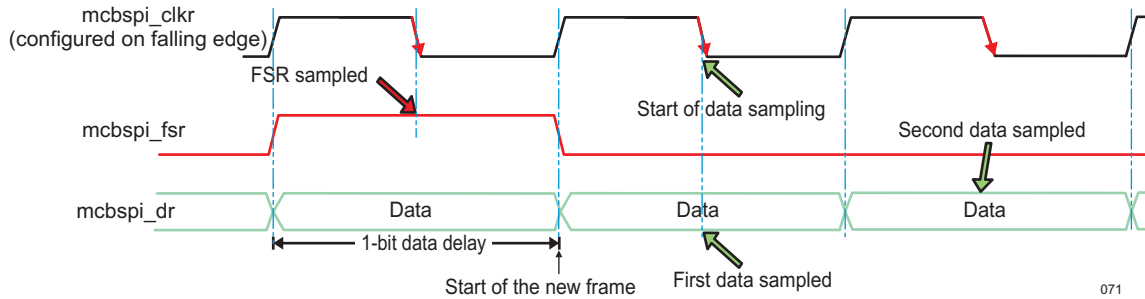 mcbspi_clkr
(configured on falling edge)
FSR sampled
Start of data sampling
mcbspi_fsr
Second data sampled
mcbspi_dr
Data
Data
Data
1-bit data delay
Start of the new frame
First data sampled
071